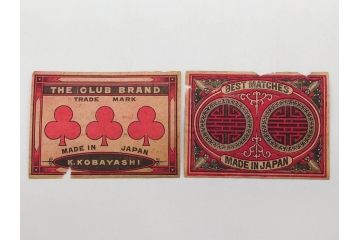 THE CLUB BRAND
TRADE MARK
MADE IN JAPAN
K.KOBAYASHI
BEST MATCHES
MADE IN JAPAN